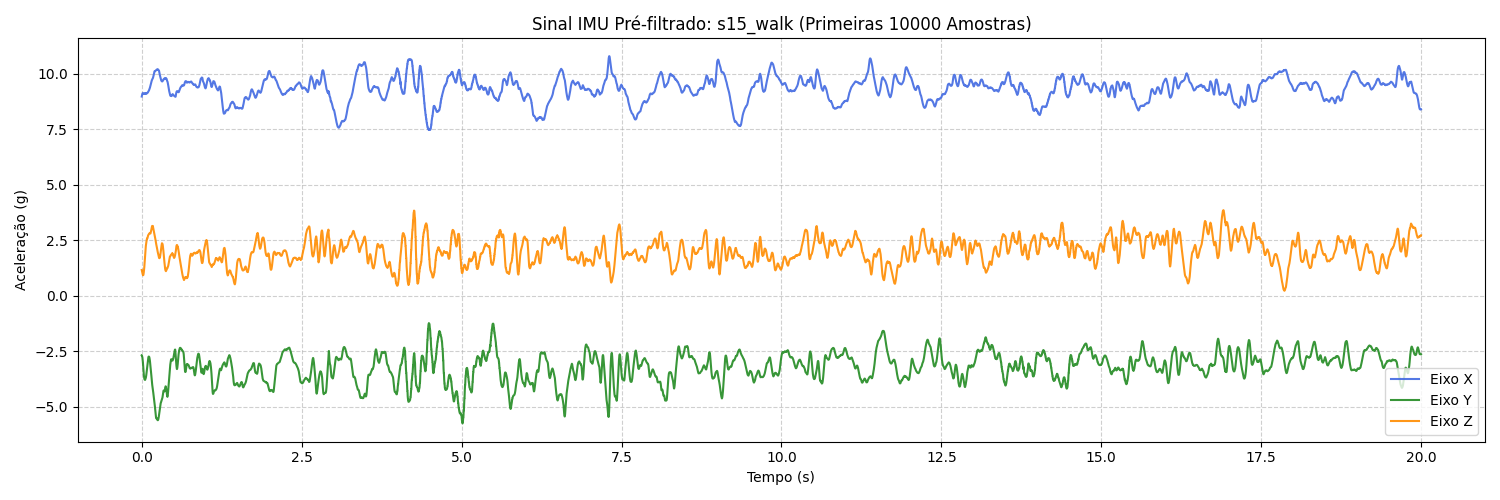 Sinal IMU Pré-filtrado: s15_walk (Primeiras 10000 Amostras)
Aceleração (g)
10.0
7.5
5.0
2.5
0.0
−2.5
−5.0
0.0 2.5 5.0 7.5 10.0 12.5 15.0 17.5 20.0
Tempo (s)
Eixo X
Eixo Y
Eixo Z